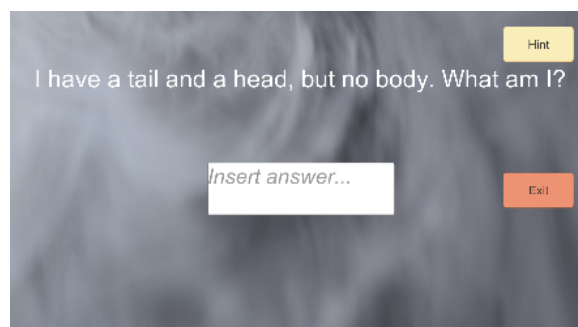 Hint
I have a tail and a head, but no body. What am I?
Insert answer...
Exit